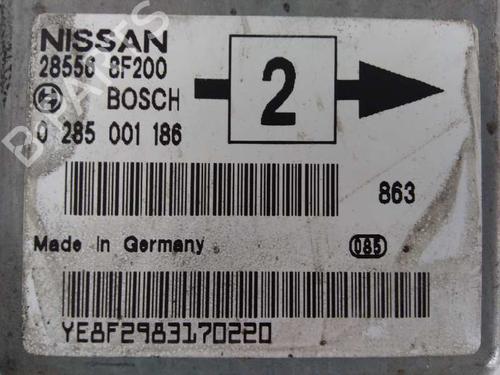 NISSAN
28556 8F200
BOSCH
2
0 285 001 186
863
Made in Germany
085
YE8F2983170220